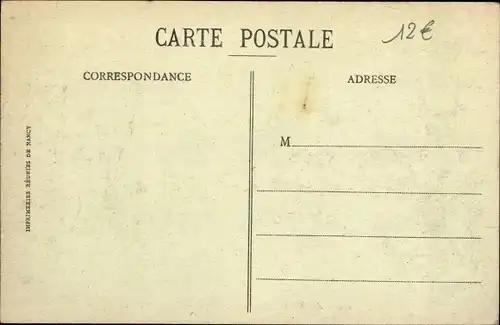 CARTE POSTALE
12€
CORRESPONDANCE
ADRESSE
M
IMPRIMERIES RÉUNIES DE NANCY